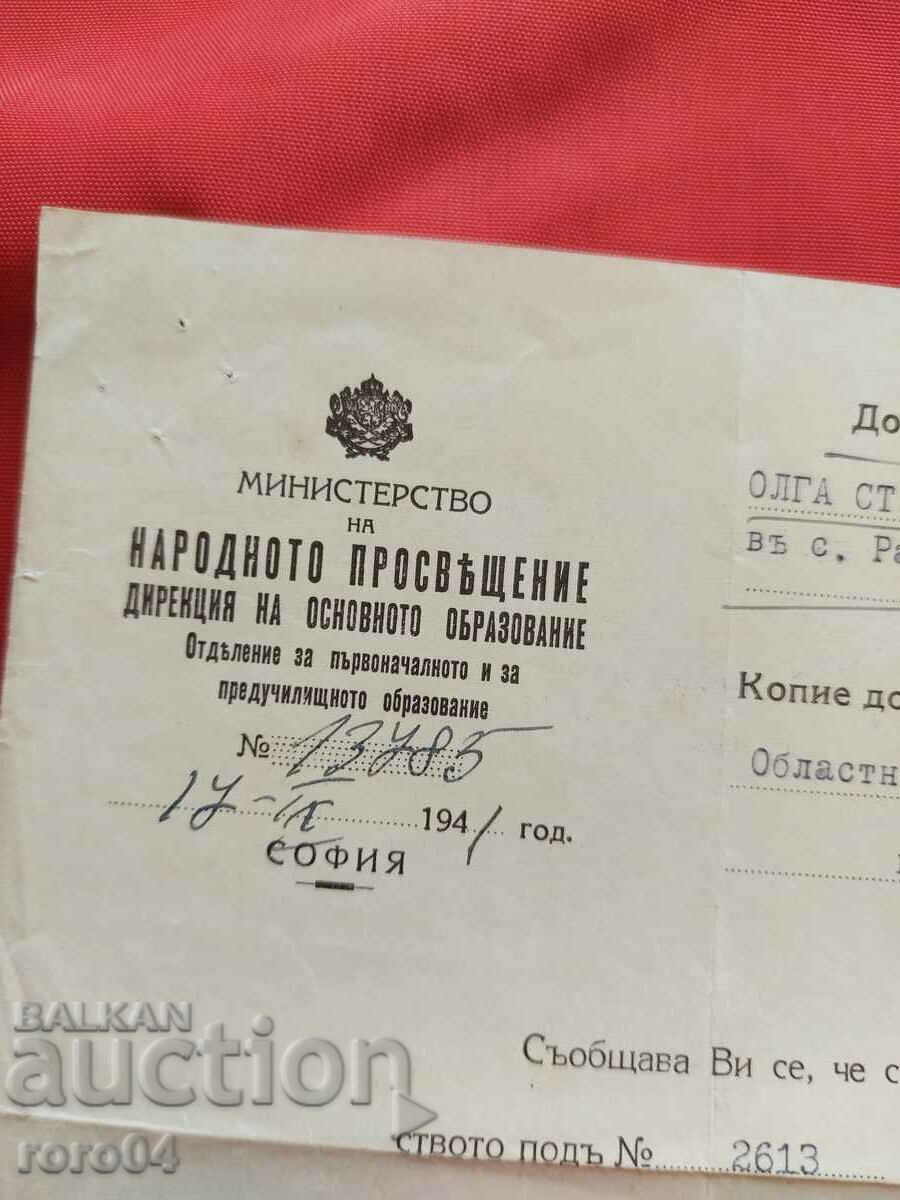 МИНИСТЕРСТВО
НА
НАРОДНОТО ПРОСВѢЩЕНИЕ
ДИРЕКЦИЯ НА ОСНОВНОТО ОБРАЗОВАНИЕ
Отдѣление за първоначалното и за
предучилищното образование
№ 13485
14-IX 1941 год.
СОФИЯ
До
ОЛГА СТ
въ с. Ра
Копие до
Областн
Съобщава Ви се, че с
ството подъ № 2613
BALKAN
auction
roro04